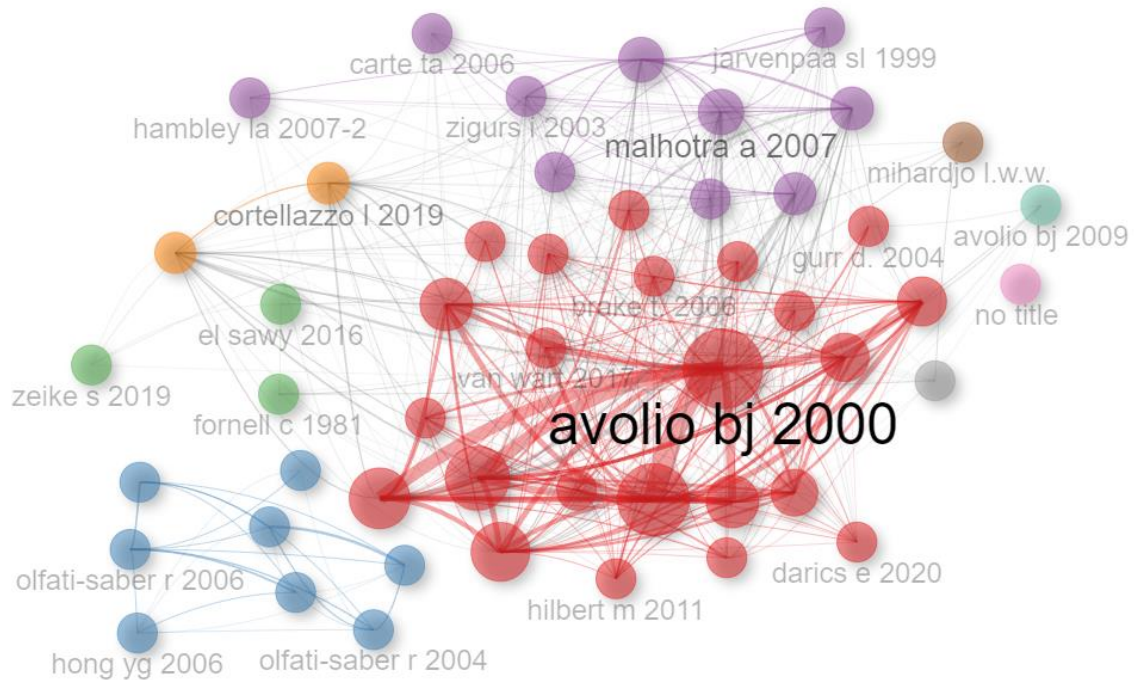 carte ta 2006
jarvenpaa sl 1999
hambley la 2007-2
zigurs i 2003
malhotra a 2007
mihardjo l.w.w.
cortellazzo l 2019
avolio bj 2009
gurr d. 2004
brake t. 2006
no title
el sawy 2016
van wart 2017
zeike s 2019
fornell c 1981
avolio bj 2000
olfati-saber r 2006
darics e 2020
hilbert m 2011
hong yg 2006
olfati-saber r 2004